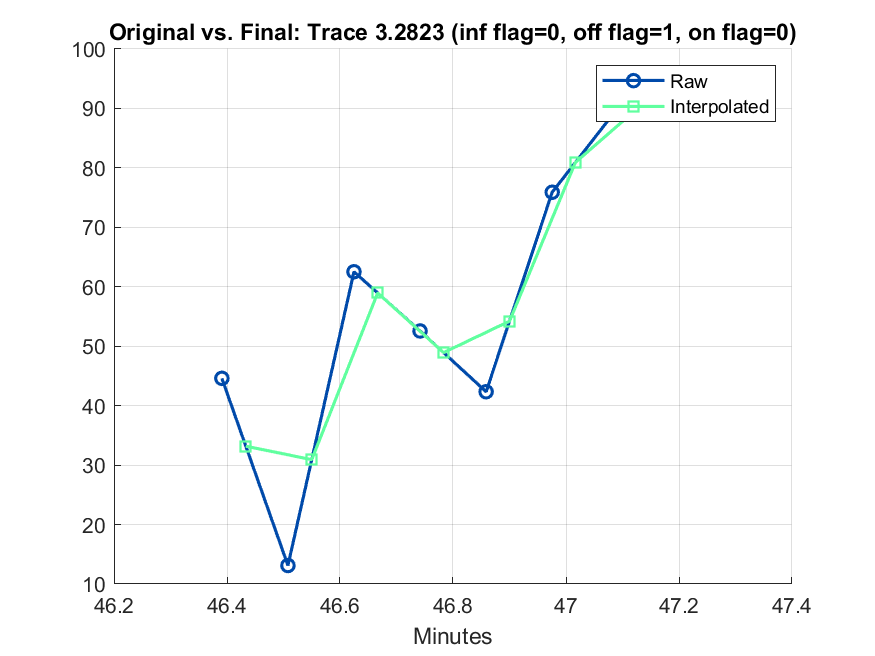 Original vs. Final: Trace 3.2823 (inf flag=0, off flag=1, on flag=0)
100
90
80
70
60
50
40
30
20
10
Raw
Interpolated
46.2 46.4 46.6 46.8 47 47.2 47.4
Minutes